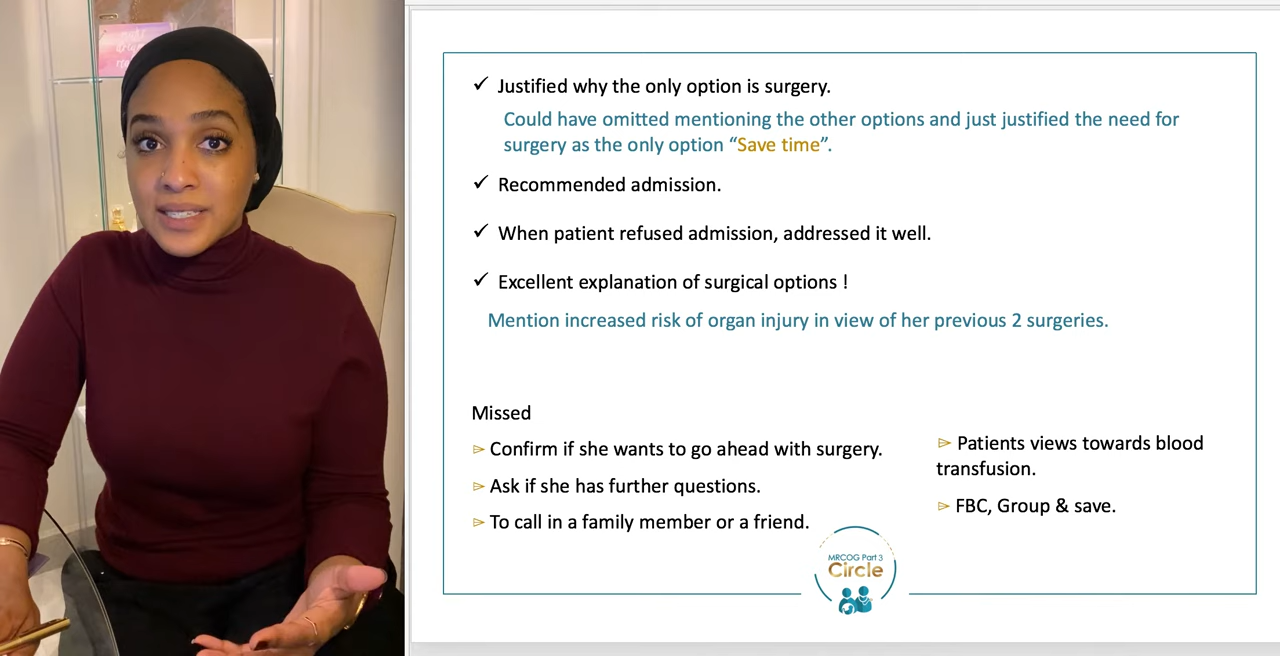 ✓ Justified why the only option is surgery.
Could have omitted mentioning the other options and just justified the need for
surgery as the only option “Save time”.
✓ Recommended admission.
✓ When patient refused admission, addressed it well.
✓ Excellent explanation of surgical options !
Mention increased risk of organ injury in view of her previous 2 surgeries.
Missed
Confirm if she wants to go ahead with surgery.
Ask if she has further questions.
To call in a family member or a friend.
Patients views towards blood
transfusion.
FBC, Group & save.
MRCOG Part 3
Circle